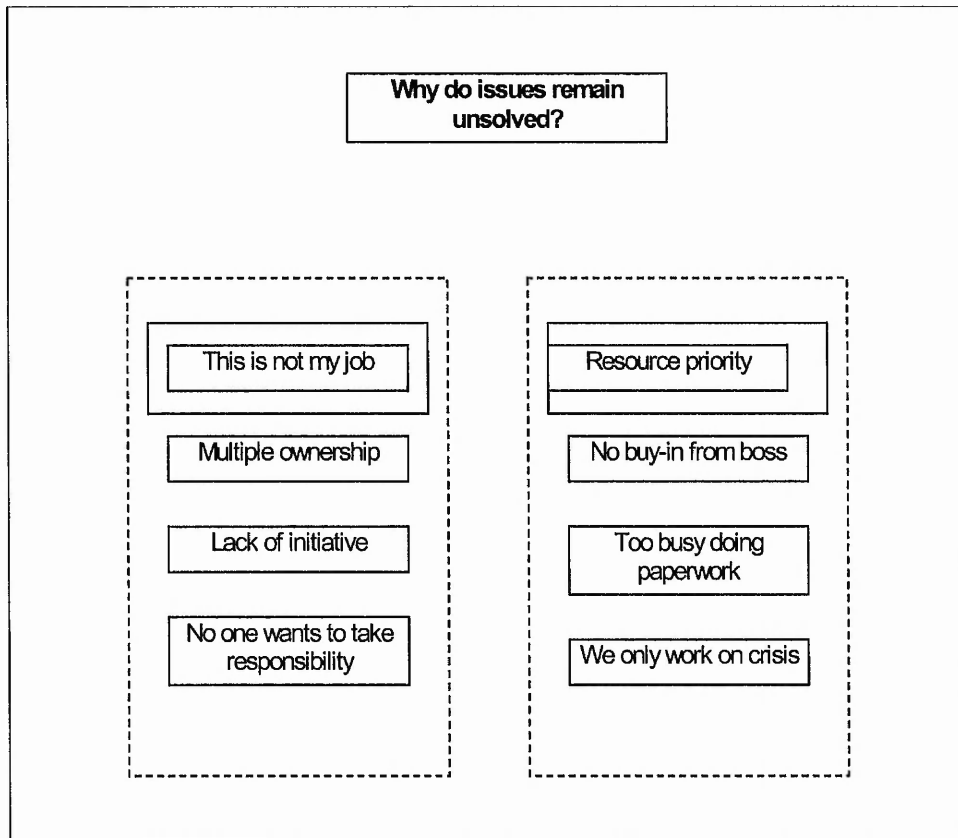 Why do issues remain
unsolved?
This is not my job
Multiple ownership
Lack of initiative
No one wants to take
responsibility
Resource priority
No buy-in from boss
Too busy doing
paperwork
We only work on crisis